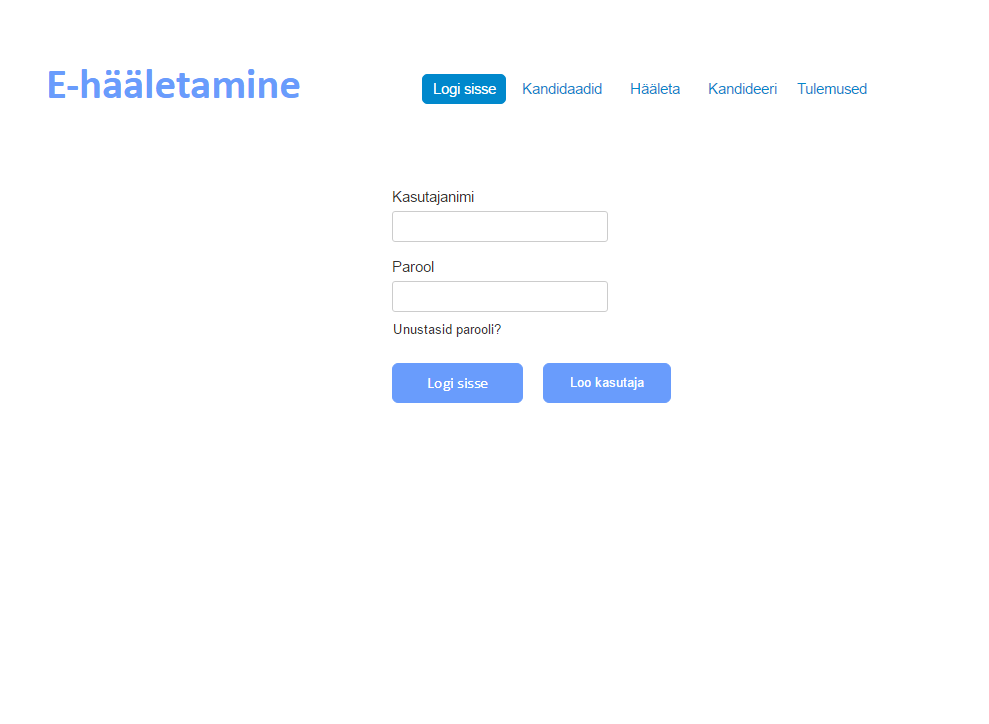 E-hääletamine
Logi sisse Kandidaadid Hääleta Kandideeri Tulemused
Kasutajanimi
Parool
Unustasid parooli?
Logi sisse Loo kasutaja